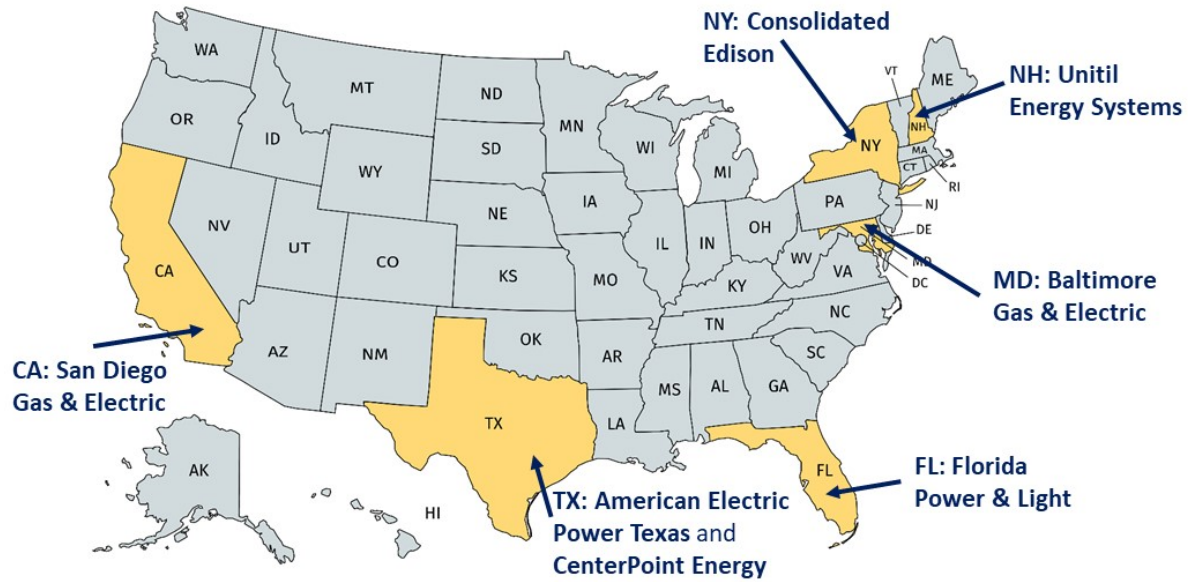 NY: Consolidated
Edison
NH: Unitil
Energy Systems
WA
MT
ND
MN
VT
ME
OR
ID
SD
WI
MI
NY
NH
MA
CT
RI
WY
IA
PA
NJ
NE
NV
UT
CO
IL
IN
OH
DE
MD
DC
WV
VA
CA
KS
MO
KY
MD: Baltimore
Gas & Electric
NC
TN
OK
AZ
NM
AR
SC
CA: San Diego
Gas & Electric
MS
AL
GA
TX
LA
AK
HI
FL
FL: Florida
Power & Light
TX: American Electric
Power Texas and
CenterPoint Energy